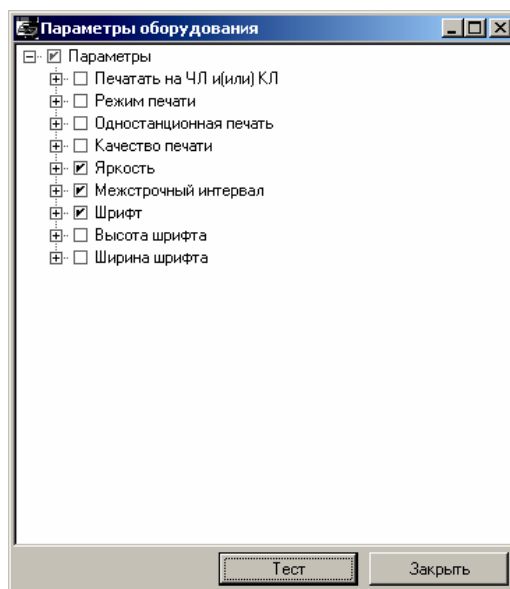 Параметры оборудования
Параметры
Печатать на ЧЛ и(или) КЛ
Режим печати
Одностанционная печать
Качество печати
Яркость
Межстрочный интервал
Шрифт
Высота шрифта
Ширина шрифта
Тест Закрыть